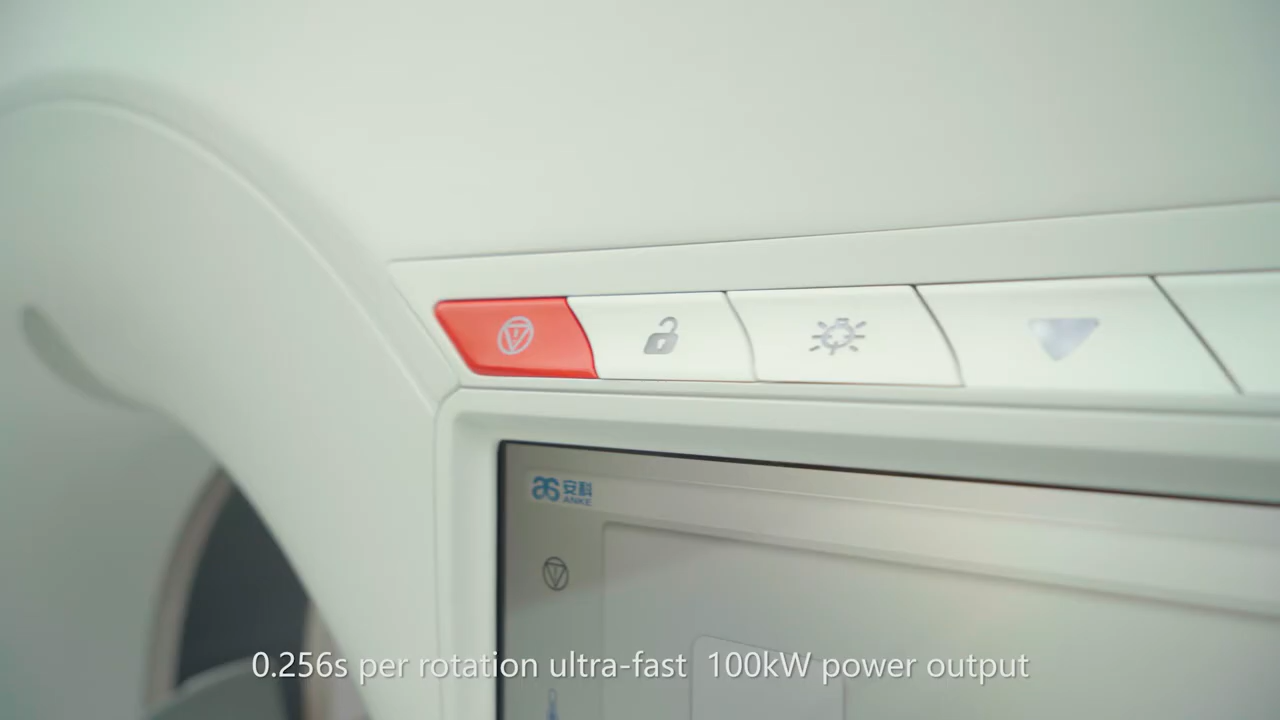 安科
ANKE
0.256s per rotation ultra-fast  100kW power output